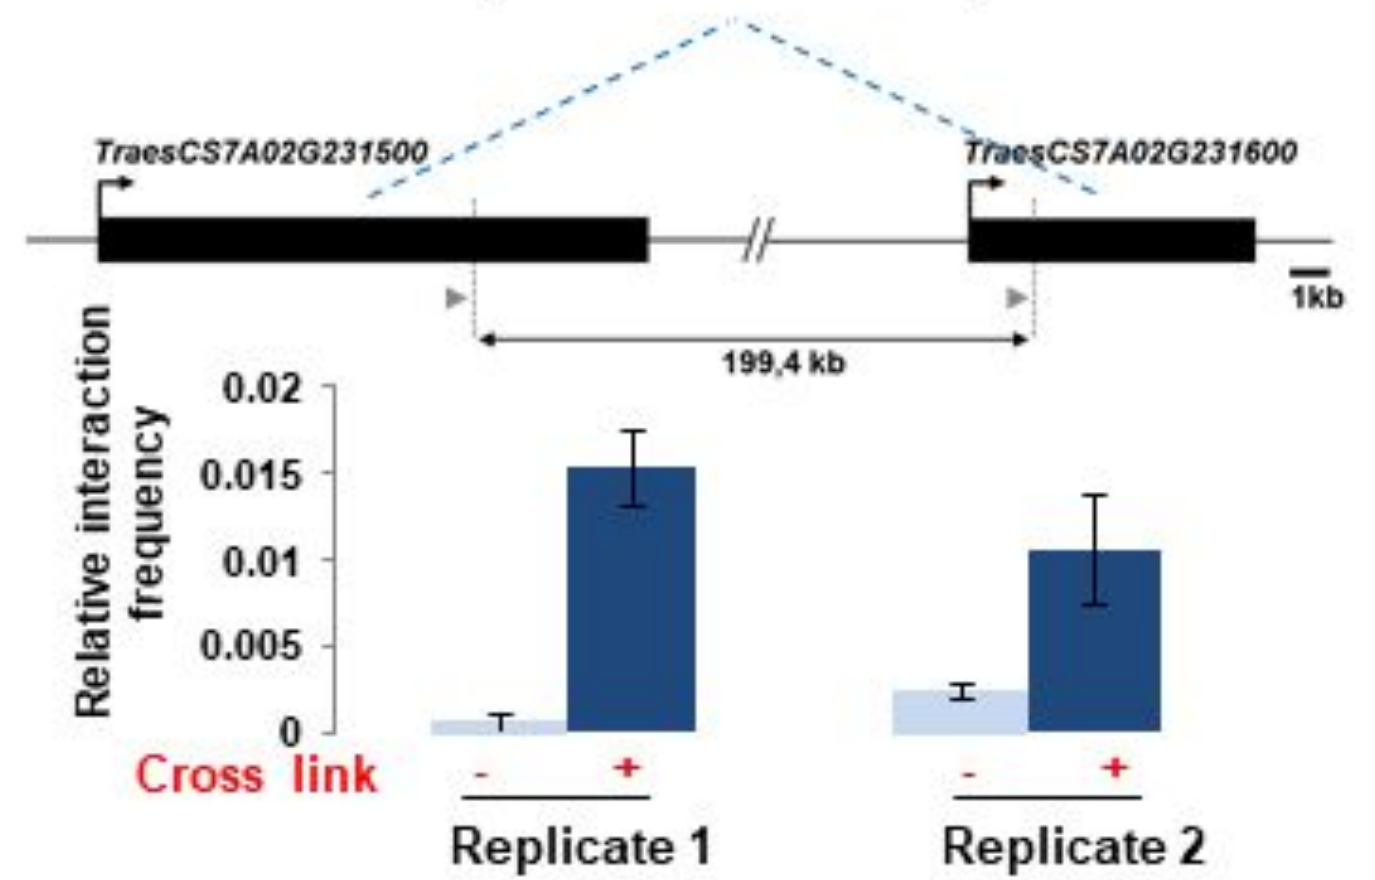 TraesCS7A02G231500
TraesCS7A02G231600
1kb
199,4 kb
Relative interaction
frequency
0.02
0.015
0.01
0.005
0
Cross link
- +
- +
Replicate 1
Replicate 2